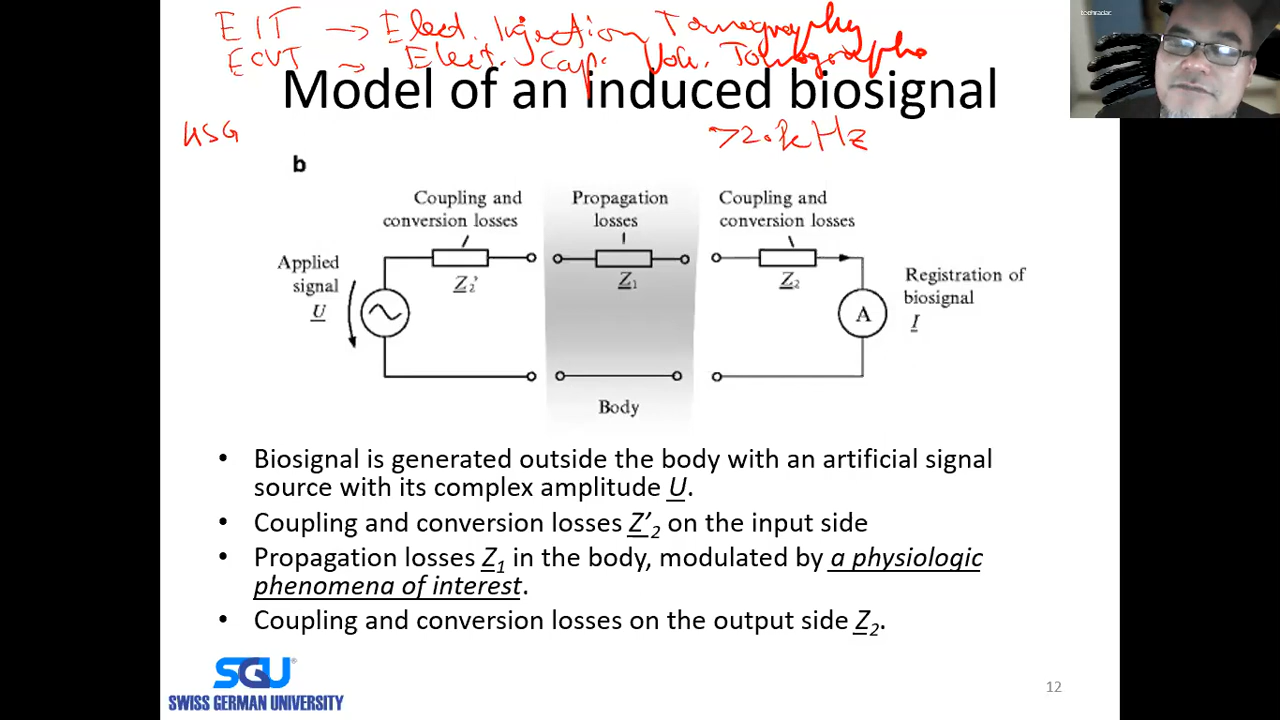 EIT → Elect. Injection Tomography
ECVT → Elect. Cap. Vol. Tomography
techradar
Model of an induced biosignal
USG
b
Coupling and
conversion losses
Propagation
losses
Coupling and
conversion losses
Applied
signal
U
Z2'
Z1
Z2
A
Registration of
biosignal
I
Body
• Biosignal is generated outside the body with an artificial signal
source with its complex amplitude U.
• Coupling and conversion losses Z'2 on the input side
• Propagation losses Z1 in the body, modulated by a physiologic
phenomena of interest.
• Coupling and conversion losses on the output side Z2.
SGU®
SWISS GERMAN UNIVERSITY
12